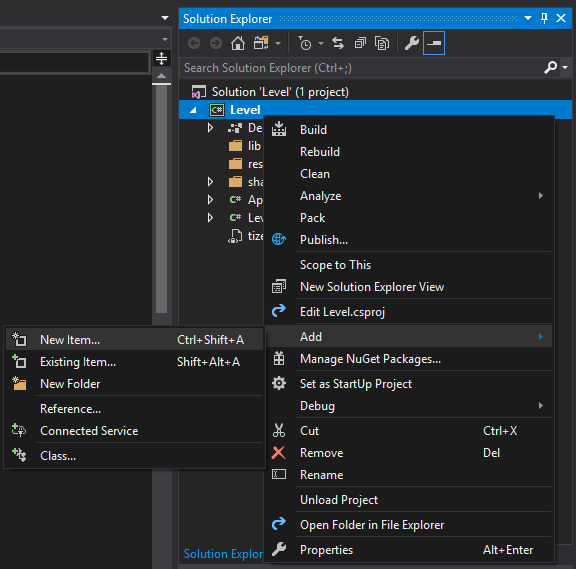 Solution Explorer
Search Solution Explorer (Ctrl+;)
Solution 'Level' (1 project)
C# Level
De
lib
res
sha
C# Ap
C# Lev
tize
Build
Rebuild
Clean
Analyze
Pack
Publish...
Scope to This
New Solution Explorer View
Edit Level.csproj
Add
Manage NuGet Packages...
Set as StartUp Project
Debug
Cut Ctrl+X
Remove Del
Rename
Unload Project
Open Folder in File Explorer
Properties Alt+Enter
New Item... Ctrl+Shift+A
Existing Item... Shift+Alt+A
New Folder
Reference...
Connected Service
Class...
Solution Explor